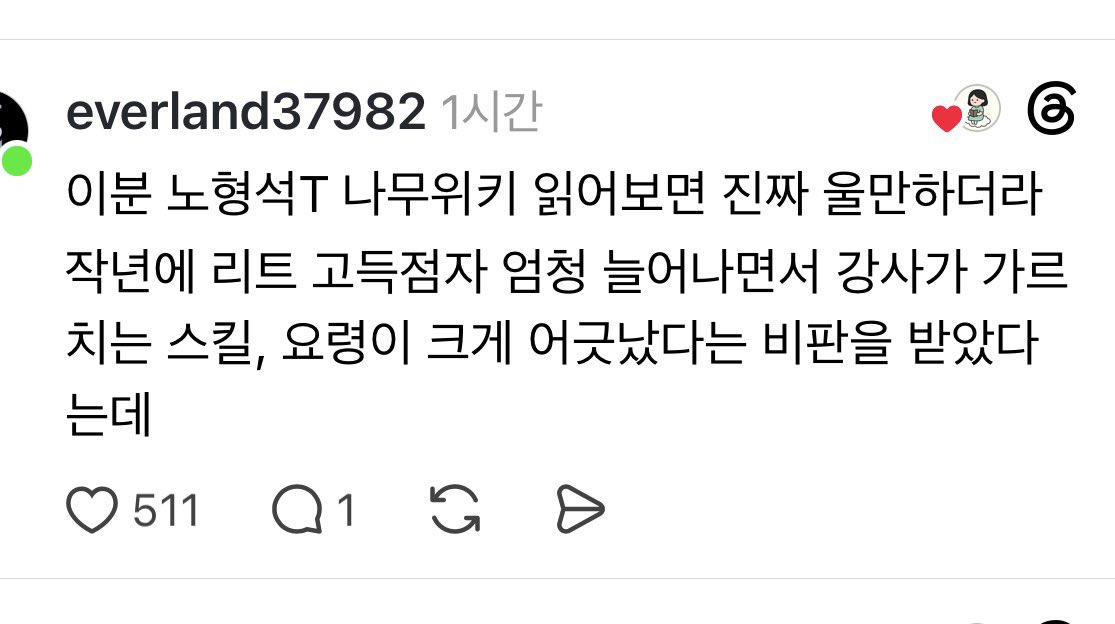 everland37982 1시간
이분 노형석T 나무위키 읽어보면 진짜 울만하더라
작년에 리트 고득점자 엄청 늘어나면서 강사가 가르
치는 스킬, 요령이 크게 어긋났다는 비판을 받았다
는데
511 1